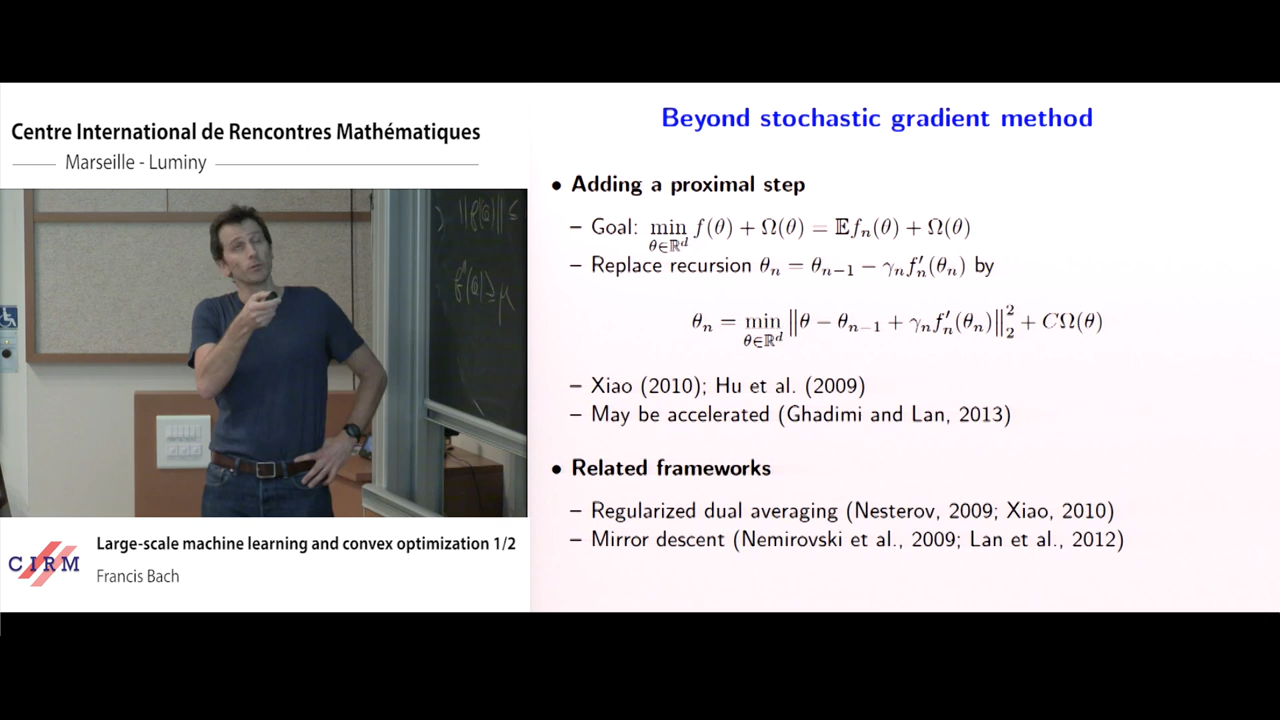 Centre International de Rencontres Mathématiques
Marseille - Luminy
) ||f'(θ)|| ≤
f''(θ) ≥ μ
CIRM
Large-scale machine learning and convex optimization 1/2
Francis Bach
Beyond stochastic gradient method
• Adding a proximal step
– Goal: min_{θ∈ℝ^d} f(θ) + Ω(θ) = 𝔼f_n(θ) + Ω(θ)
– Replace recursion θ_n = θ_{n−1} − γ_n f'_n(θ_n) by
θ_n = min_{θ∈ℝ^d} ‖θ − θ_{n−1} + γ_n f'_n(θ_n)‖²₂ + CΩ(θ)
– Xiao (2010); Hu et al. (2009)
– May be accelerated (Ghadimi and Lan, 2013)
• Related frameworks
– Regularized dual averaging (Nesterov, 2009; Xiao, 2010)
– Mirror descent (Nemirovski et al., 2009; Lan et al., 2012)